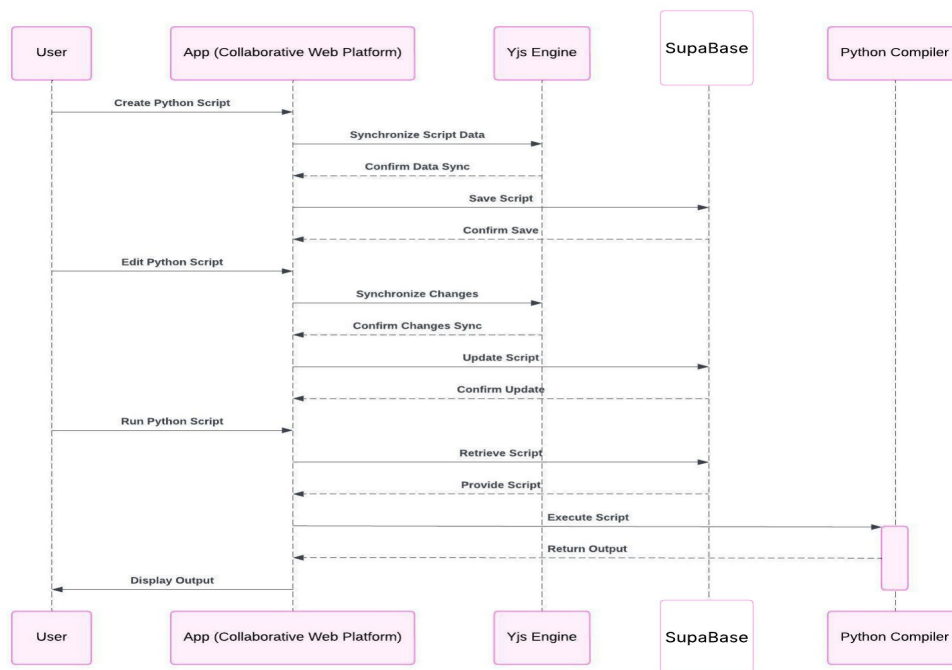 User
App (Collaborative Web Platform)
Yjs Engine
SupaBase
Python Compiler
Create Python Script
Synchronize Script Data
Confirm Data Sync
Save Script
Confirm Save
Edit Python Script
Synchronize Changes
Confirm Changes Sync
Update Script
Confirm Update
Run Python Script
Retrieve Script
Provide Script
Execute Script
Return Output
Display Output
User
App (Collaborative Web Platform)
Yjs Engine
SupaBase
Python Compiler